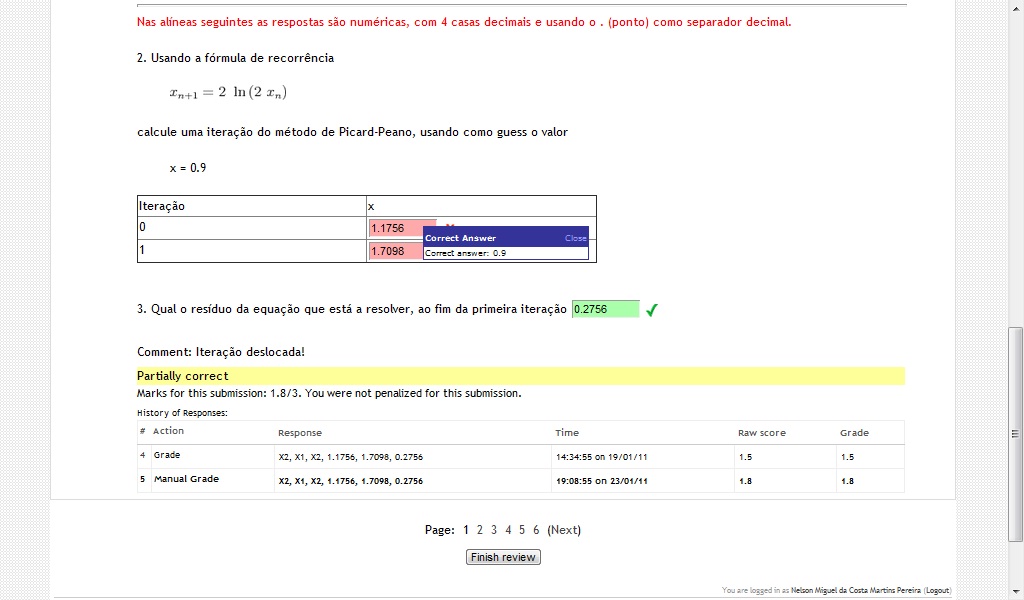 Nas alíneas seguintes as respostas são numéricas, com 4 casas decimais e usando o . (ponto) como separador decimal.
2. Usando a fórmula de recorrência
xn+1 = 2 ln(2 xn)
calcule uma iteração do método de Picard-Peano, usando como guess o valor
x = 0.9
Iteração x
0 1.1756
Correct Answer Close
1 1.7098 Correct answer: 0.9
3. Qual o resíduo da equação que está a resolver, ao fim da primeira iteração 0.2756
Comment: Iteração deslocada!
Partially correct
Marks for this submission: 1.8/3. You were not penalized for this submission.
History of Responses:
# Action Response Time Raw score Grade
4 Grade X2, X1, X2, 1.1756, 1.7098, 0.2756 14:34:55 on 19/01/11 1.5 1.5
5 Manual Grade X2, X1, X2, 1.1756, 1.7098, 0.2756 19:08:55 on 23/01/11 1.8 1.8
Page: 1 2 3 4 5 6 (Next)
Finish review
You are logged in as Nelson Miguel da Costa Martins Pereira (Logout)